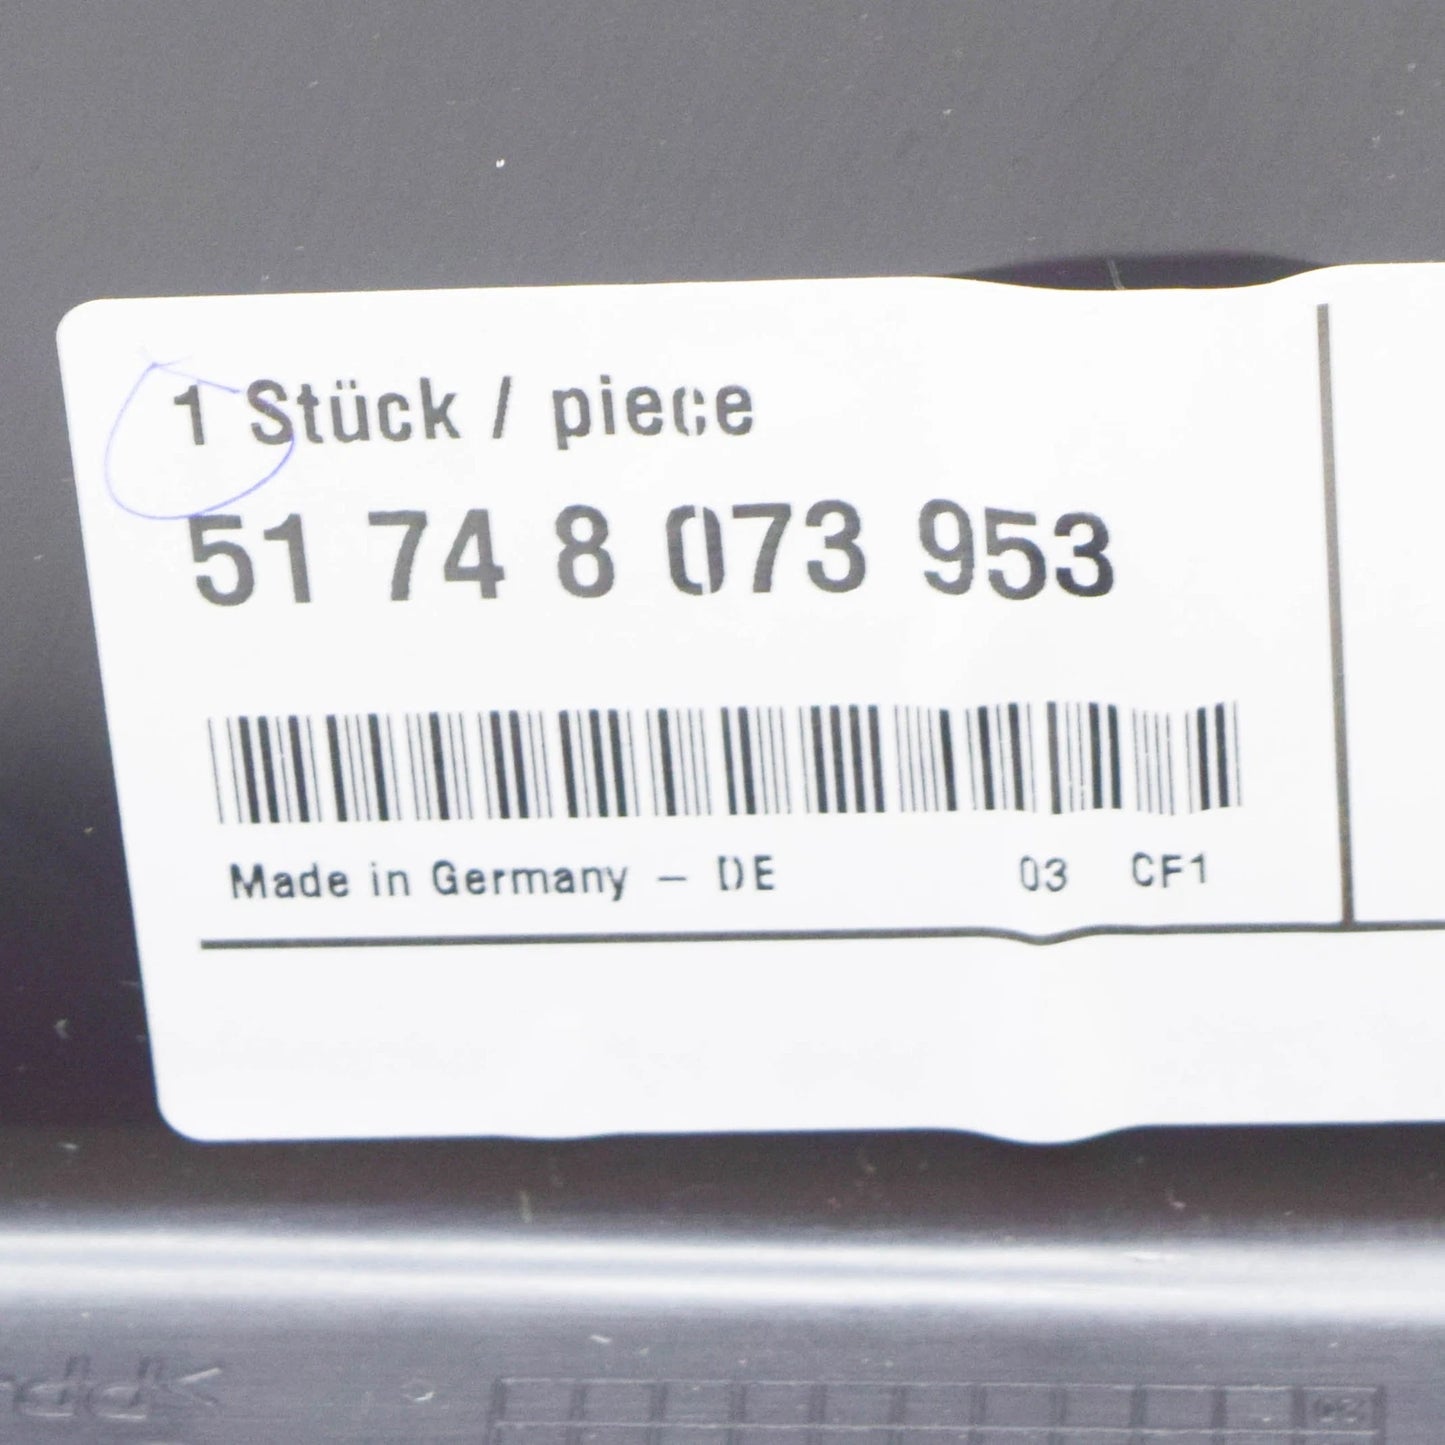 1 Stück / piece
51 74 8 073 953
Made in Germany – DE 03 CF1